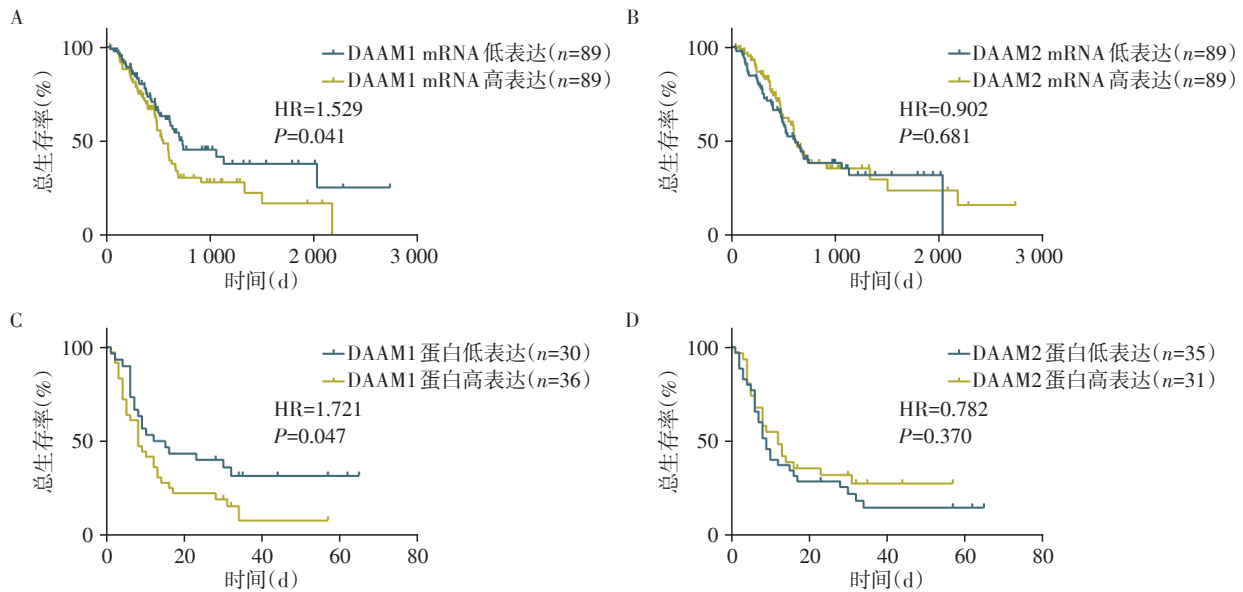 A
100
50
0
0
1 000
2 000
3 000
总生存率(%)
时间(d)
DAAM1 mRNA 低表达(n=89)
DAAM1 mRNA 高表达(n=89)
HR=1.529
P=0.041
B
100
50
0
0
1 000
2 000
3 000
总生存率(%)
时间(d)
DAAM2 mRNA 低表达(n=89)
DAAM2 mRNA 高表达(n=89)
HR=0.902
P=0.681
C
100
50
0
0
20
40
60
80
总生存率(%)
时间(d)
DAAM1 蛋白低表达(n=30)
DAAM1 蛋白高表达(n=36)
HR=1.721
P=0.047
D
100
50
0
0
20
40
60
80
总生存率(%)
时间(d)
DAAM2 蛋白低表达(n=35)
DAAM2 蛋白高表达(n=31)
HR=0.782
P=0.370